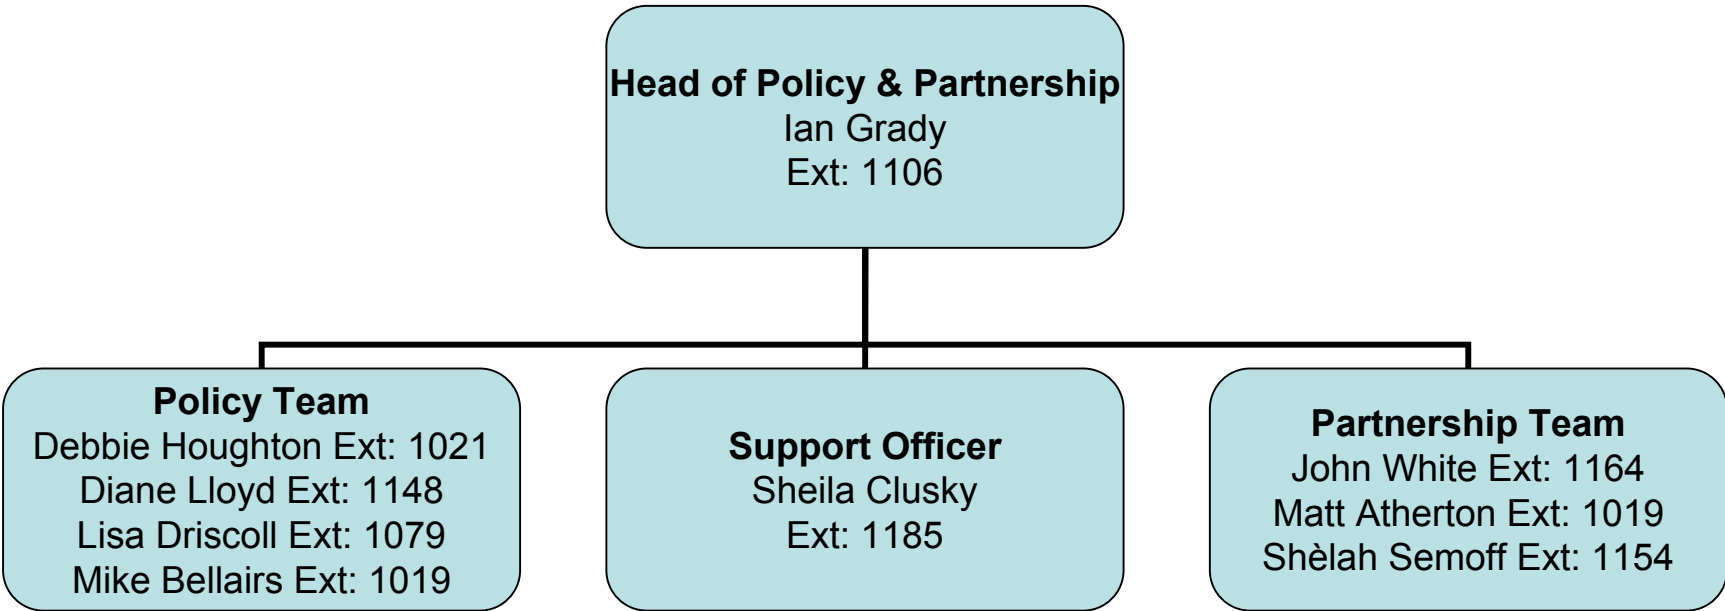 Head of Policy & Partnership
Ian Grady
Ext: 1106
Policy Team
Debbie Houghton Ext: 1021
Diane Lloyd Ext: 1148
Lisa Driscoll Ext: 1079
Mike Bellairs Ext: 1019
Support Officer
Sheila Clusky
Ext: 1185
Partnership Team
John White Ext: 1164
Matt Atherton Ext: 1019
Shèlah Semoff Ext: 1154